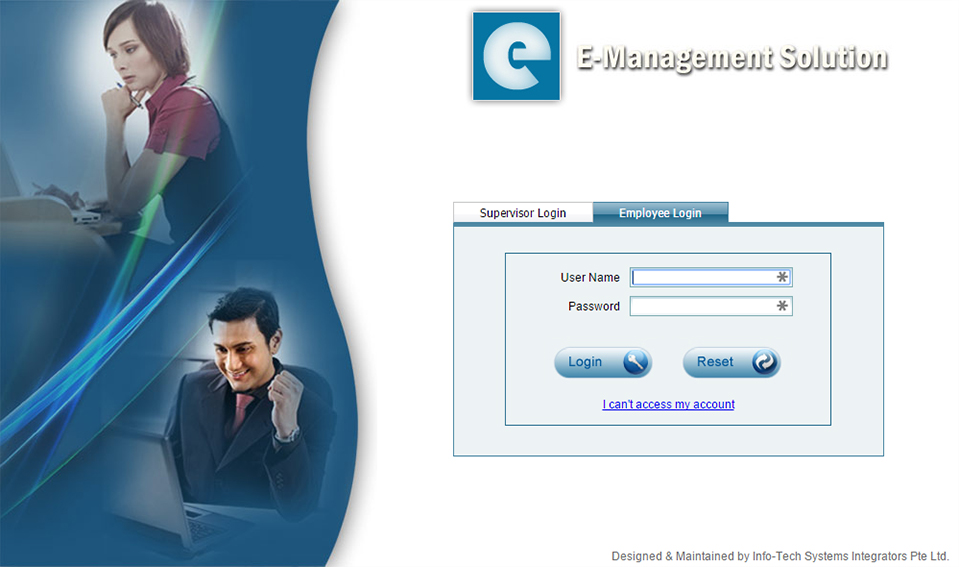 e
E-Management Solution
Supervisor Login
Employee Login
User Name
*
Password
*
Login
Reset
I can't access my account
Designed & Maintained by Info-Tech Systems Integrators Pte Ltd.